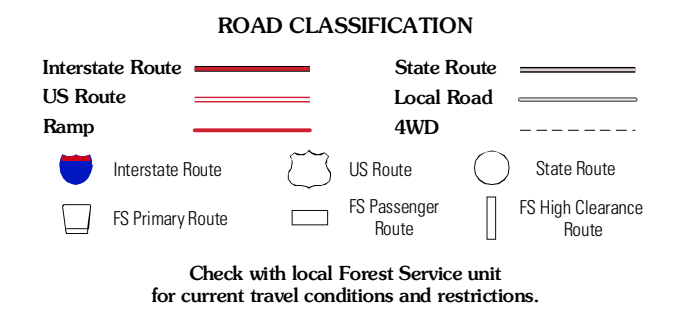 ROAD CLASSIFICATION
Interstate Route
State Route
US Route
Local Road
Ramp
4WD
Interstate Route
US Route
State Route
FS Primary Route
FS Passenger
Route
FS High Clearance
Route
Check with local Forest Service unit
for current travel conditions and restrictions.